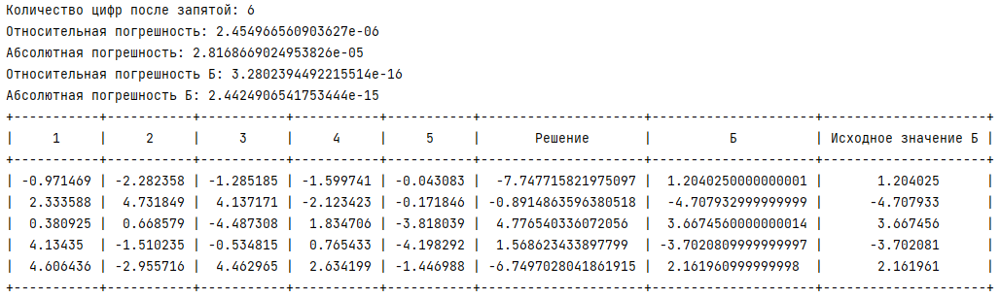 Количество цифр после запятой: 6
Относительная погрешность: 2.454966560903627e-06
Абсолютная погрешность: 2.8168669024953826e-05
Относительная погрешность Б: 3.2802394492215514e-16
Абсолютная погрешность Б: 2.4424906541753444e-15
+-----------+-----------+-----------+-----------+-----------+---------------------+---------------------+---------------------+
|     1     |     2     |     3     |     4     |     5     |       Решение       |          Б          | Исходное значение Б |
+-----------+-----------+-----------+-----------+-----------+---------------------+---------------------+---------------------+
| -0.971469 | -2.282358 | -1.285185 | -1.599741 | -0.043083 |  -7.747715821975097 |  1.2040250000000001 |       1.204025      |
|  2.333588 |  4.731849 |  4.137171 | -2.123423 | -0.171846 | -0.8914863596380518 |  -4.707932999999999 |      -4.707933      |
|  0.380925 |  0.668579 | -4.487308 |  1.834706 | -3.818039 |  4.776540336072056  |  3.6674560000000014 |       3.667456      |
|  4.13435  | -1.510235 | -0.534815 |  0.765433 | -4.198292 |  1.568623433897799  | -3.7020809999999997 |      -3.702081      |
|  4.606436 | -2.955716 |  4.462965 |  2.634199 | -1.446988 | -6.7497028041861915 |  2.161960999999998  |       2.161961      |
+-----------+-----------+-----------+-----------+-----------+---------------------+---------------------+---------------------+